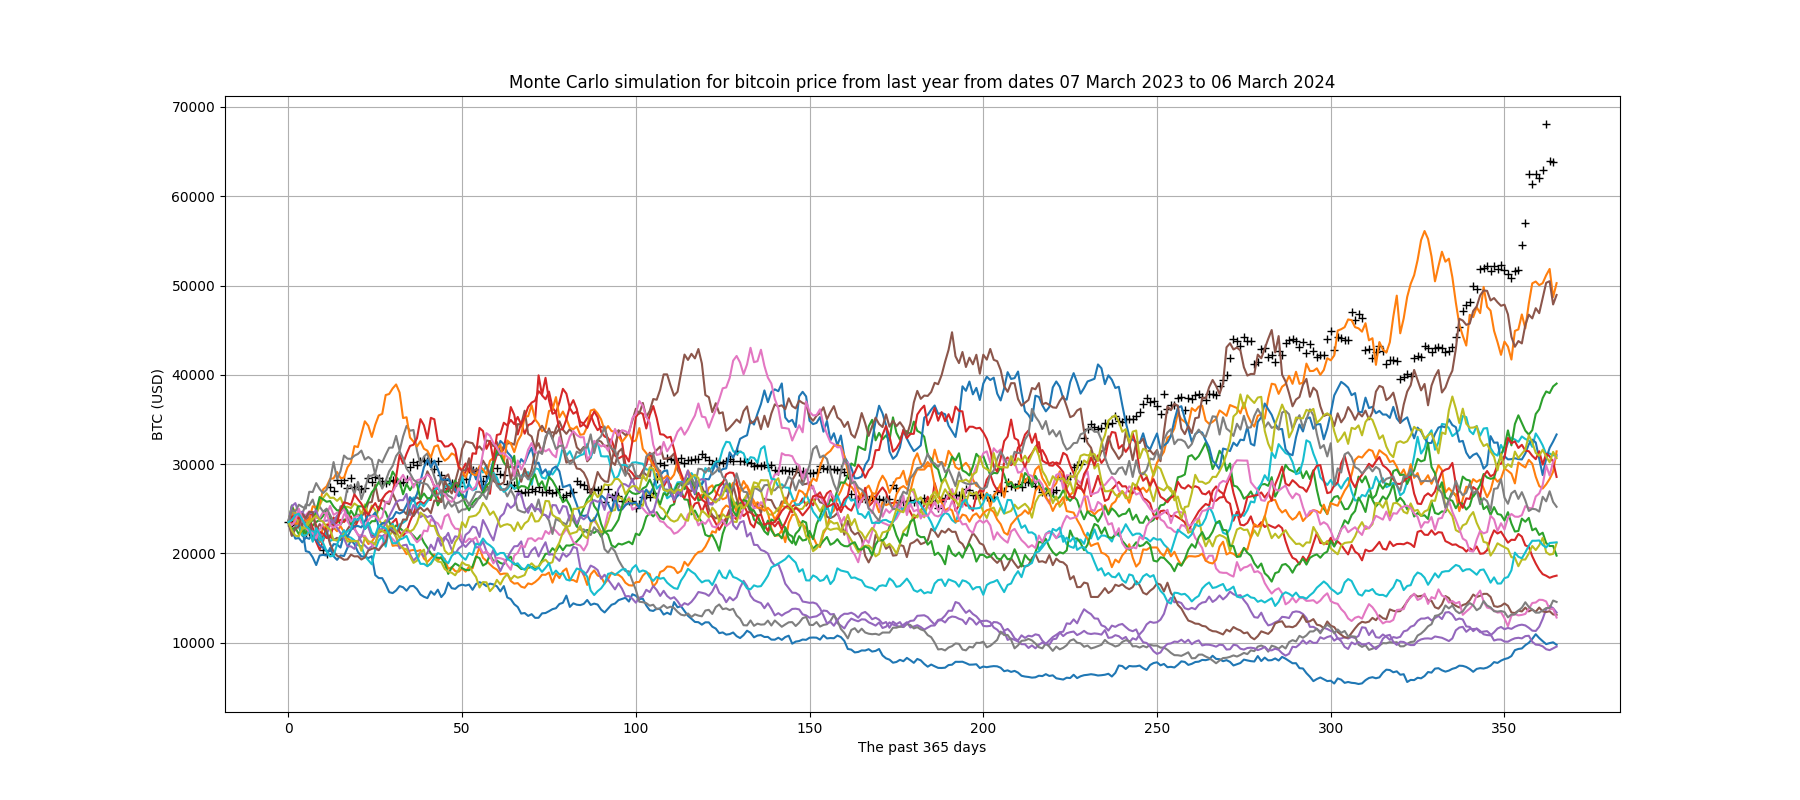 Monte Carlo simulation for bitcoin price from last year from dates 07 March 2023 to 06 March 2024
70000
60000
50000
40000
30000
20000
10000
BTC (USD)
0 50 100 150 200 250 300 350
The past 365 days